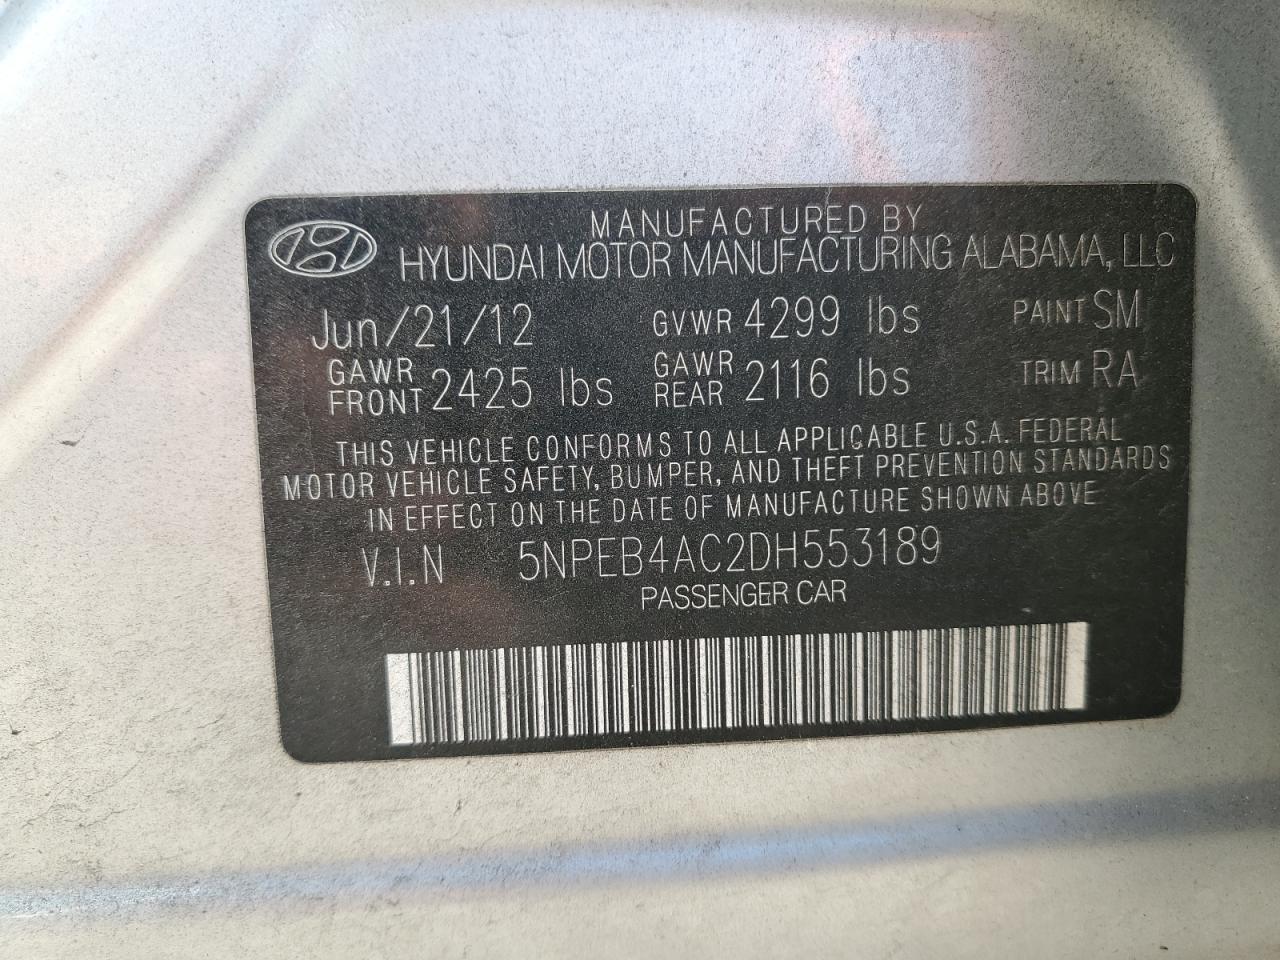 MANUFACTURED BY
HYUNDAI MOTOR MANUFACTURING ALABAMA, LLC
Jun/21/12 GVWR 4299 lbs PAINT SM
GAWR FRONT 2425 lbs GAWR REAR 2116 lbs TRIM RA
THIS VEHICLE CONFORMS TO ALL APPLICABLE U.S.A. FEDERAL
MOTOR VEHICLE SAFETY, BUMPER, AND THEFT PREVENTION STANDARDS
IN EFFECT ON THE DATE OF MANUFACTURE SHOWN ABOVE
V.I.N 5NPEB4AC2DH553189
PASSENGER CAR